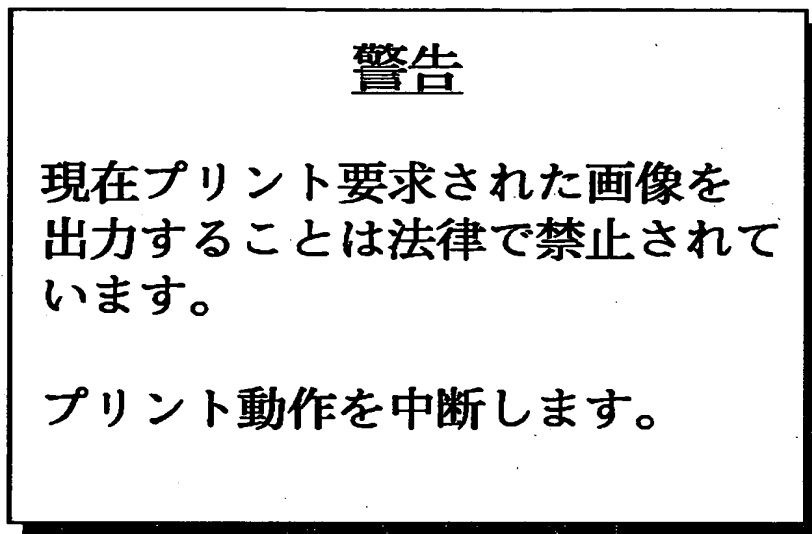 警告
現在プリント要求された画像を
出力することは法律で禁止されて
います。
プリント動作を中断します。